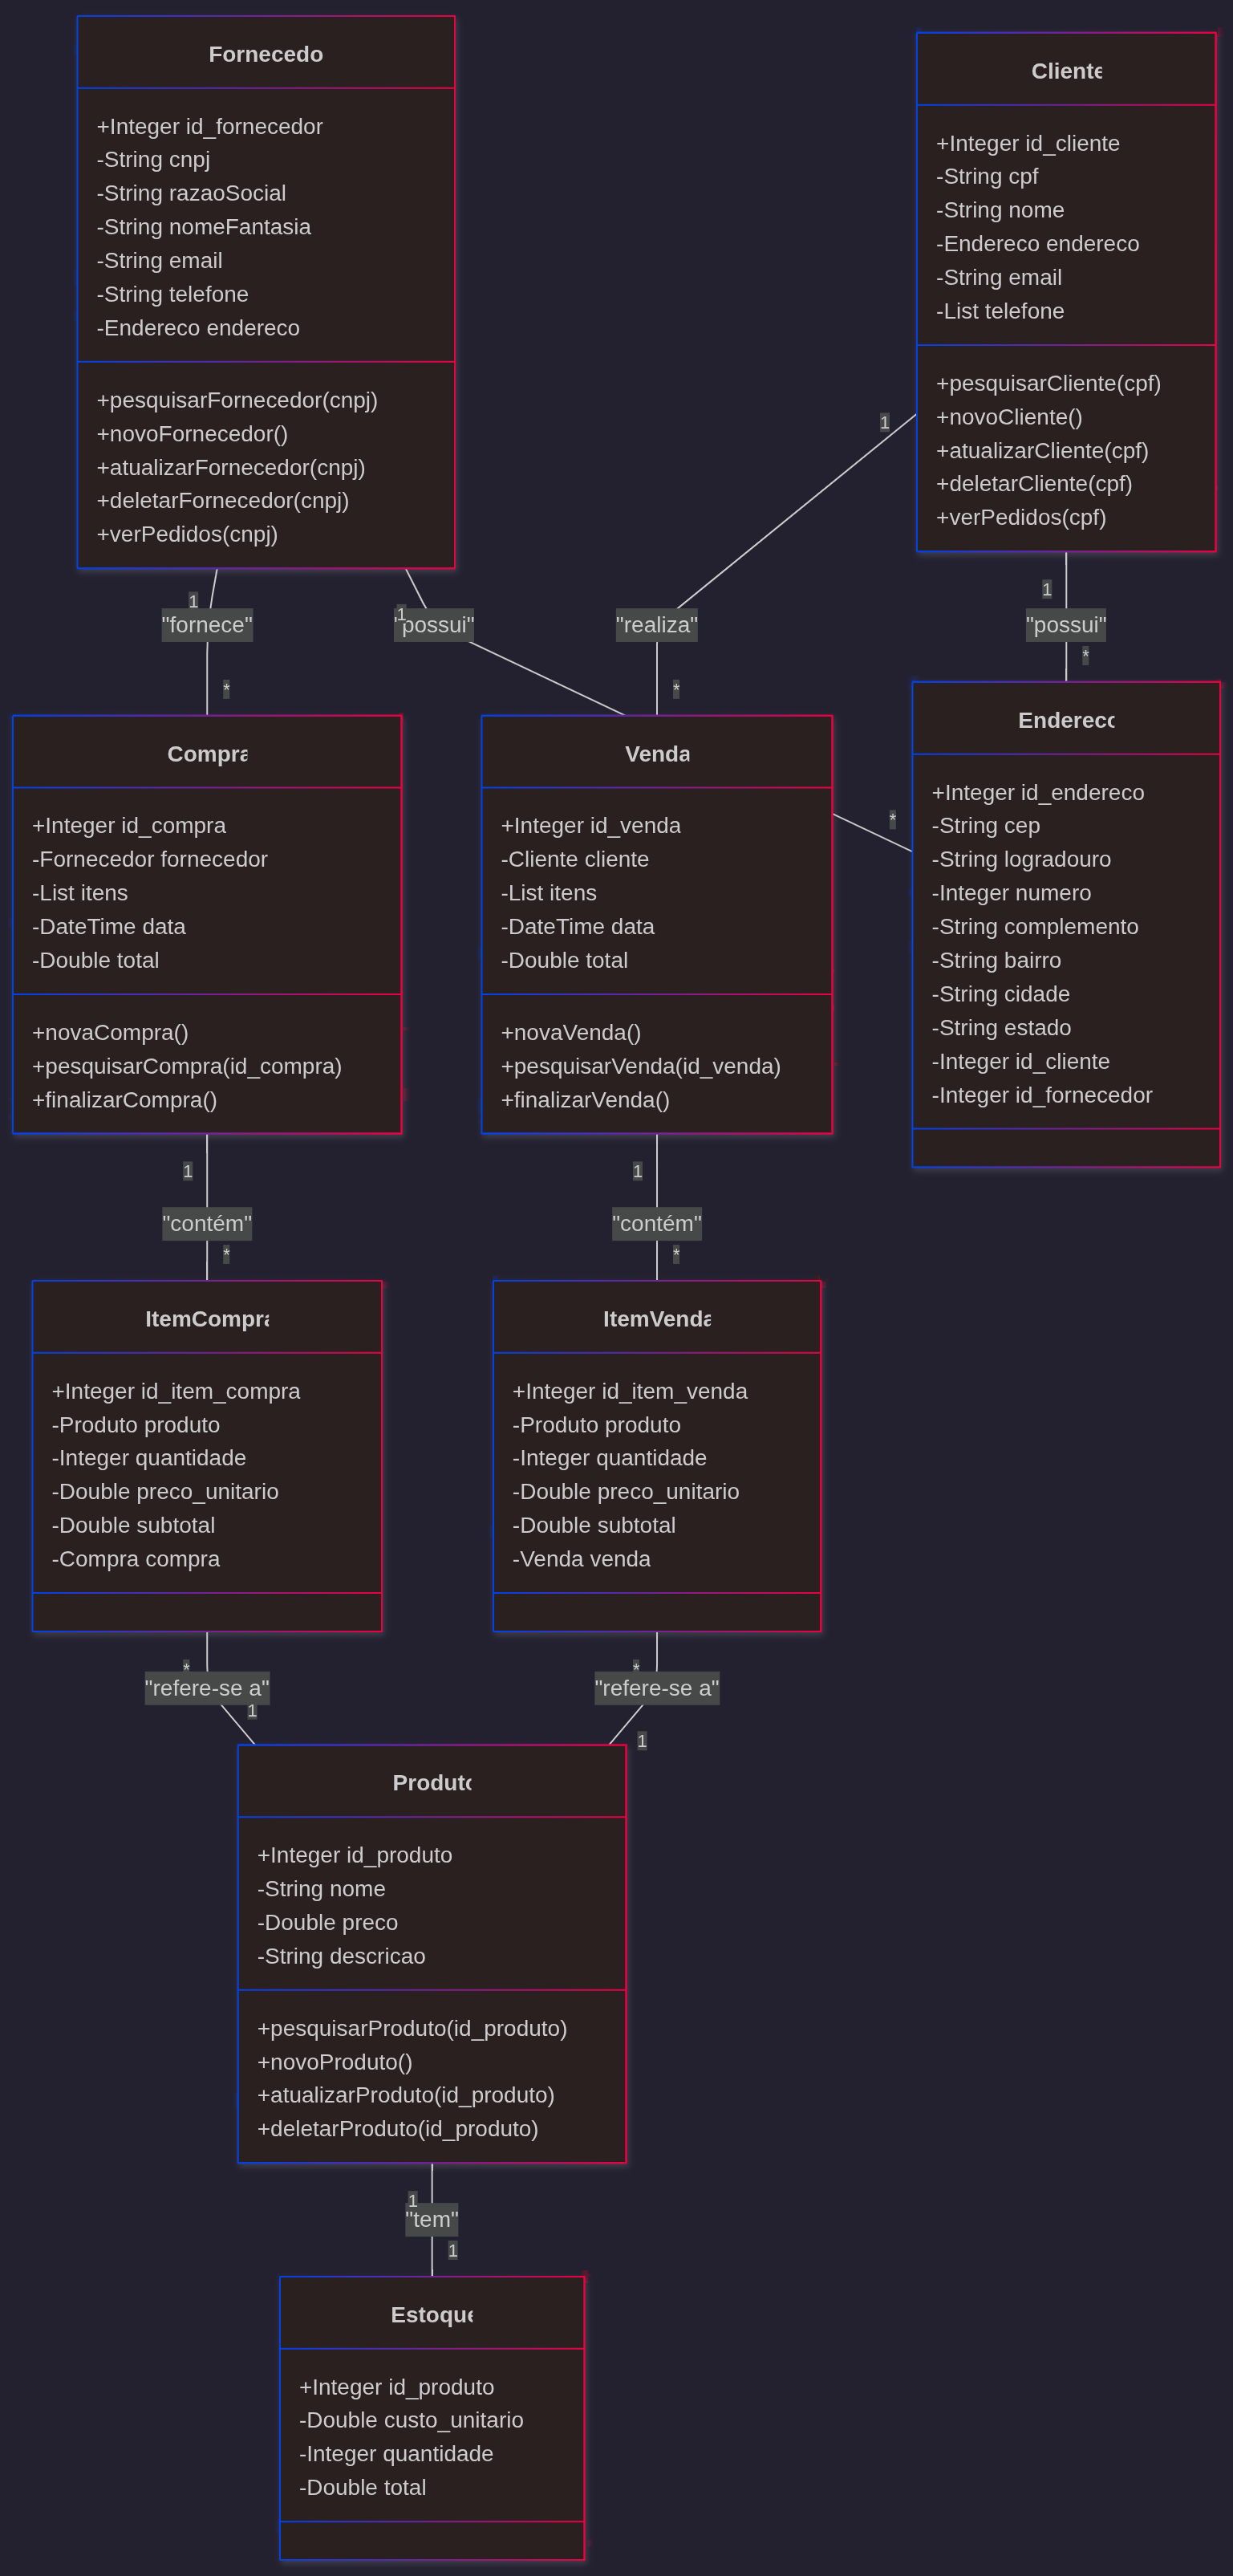 Fornecedo
+Integer id_fornecedor
-String cnpj
-String razaoSocial
-String nomeFantasia
-String email
-String telefone
-Endereco endereco
+pesquisarFornecedor(cnpj)
+novoFornecedor()
+atualizarFornecedor(cnpj)
+deletarFornecedor(cnpj)
+verPedidos(cnpj)
Cliente
+Integer id_cliente
-String cpf
-String nome
-Endereco endereco
-String email
-List telefone
+pesquisarCliente(cpf)
+novoCliente()
+atualizarCliente(cpf)
+deletarCliente(cpf)
+verPedidos(cpf)
1
"fornece"
*
1
"possui"
*
1
"realiza"
*
1
"possui"
*
Compra
+Integer id_compra
-Fornecedor fornecedor
-List itens
-DateTime data
-Double total
+novaCompra()
+pesquisarCompra(id_compra)
+finalizarCompra()
Venda
+Integer id_venda
-Cliente cliente
-List itens
-DateTime data
-Double total
+novaVenda()
+pesquisarVenda(id_venda)
+finalizarVenda()
Endereco
+Integer id_endereco
-String cep
-String logradouro
-Integer numero
-String complemento
-String bairro
-String cidade
-String estado
-Integer id_cliente
-Integer id_fornecedor
1
"contém"
*
1
"contém"
*
ItemCompra
+Integer id_item_compra
-Produto produto
-Integer quantidade
-Double preco_unitario
-Double subtotal
-Compra compra
ItemVenda
+Integer id_item_venda
-Produto produto
-Integer quantidade
-Double preco_unitario
-Double subtotal
-Venda venda
*
"refere-se a"
1
*
"refere-se a"
1
Produto
+Integer id_produto
-String nome
-Double preco
-String descricao
+pesquisarProduto(id_produto)
+novoProduto()
+atualizarProduto(id_produto)
+deletarProduto(id_produto)
1
"tem"
1
Estoque
+Integer id_produto
-Double custo_unitario
-Integer quantidade
-Double total